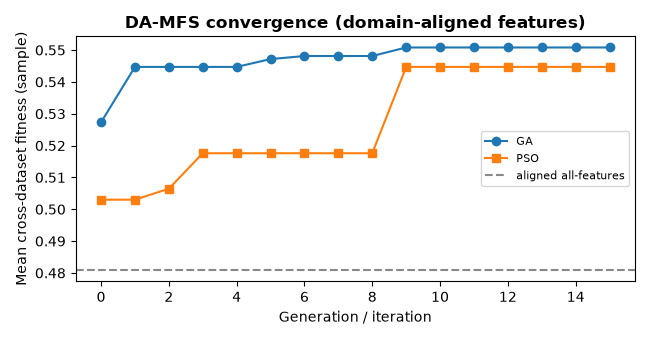 DA-MFS convergence (domain-aligned features)
Mean cross-dataset fitness (sample)
0.55
0.54
0.53
0.52
0.51
0.50
0.49
0.48
GA
PSO
aligned all-features
0 2 4 6 8 10 12 14
Generation / iteration